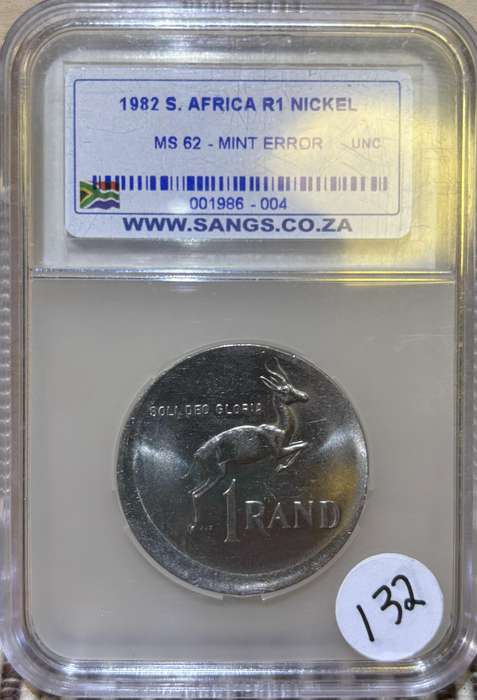 1982 S. AFRICA R1 NICKEL
MS 62 - MINT ERROR UNC
001986 - 004
WWW.SANGS.CO.ZA
SOLI DEO GLORIA
1 RAND
132